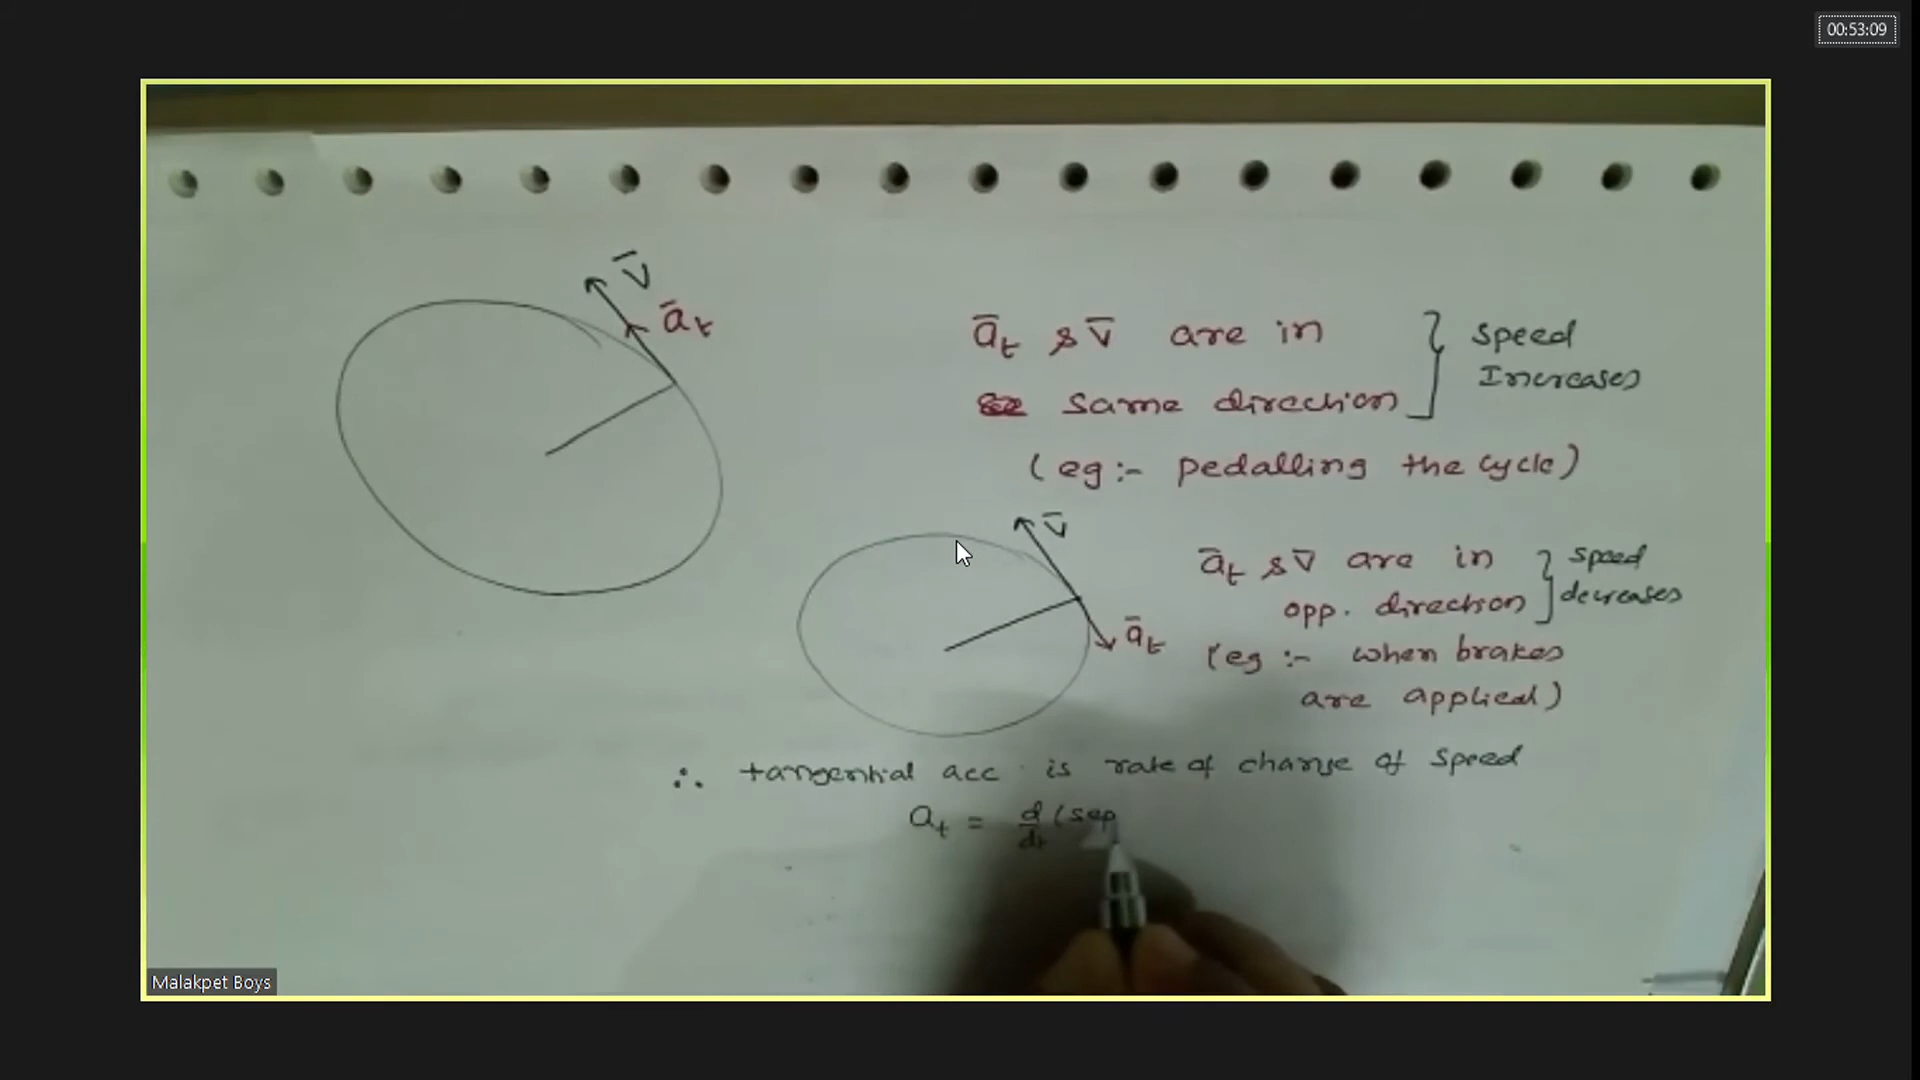 00:53:09
v̄
āₜ
āₜ & v̄ are in
same direction
speed
Increases
(eg:- pedalling the cycle)
v̄
āₜ
āₜ & v̄ are in
opp. direction
speed
decreases
(eg :- when brakes
are applied)
∴ tangential acc. is rate of change of speed
aₜ = d/dt (sep
Malakpet Boys